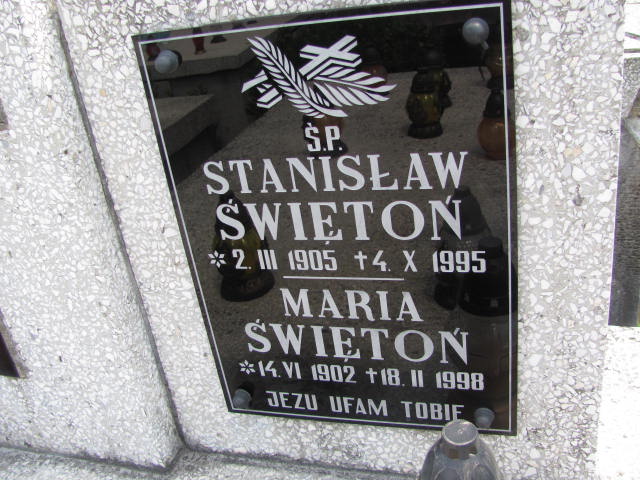 Ś.P.
STANISŁAW
ŚWIĘTOŃ
* 2. III 1905 † 4. X 1995
MARIA
ŚWIĘTOŃ
* 14. VI 1902 † 18. II 1998
JEZU UFAM TOBIE